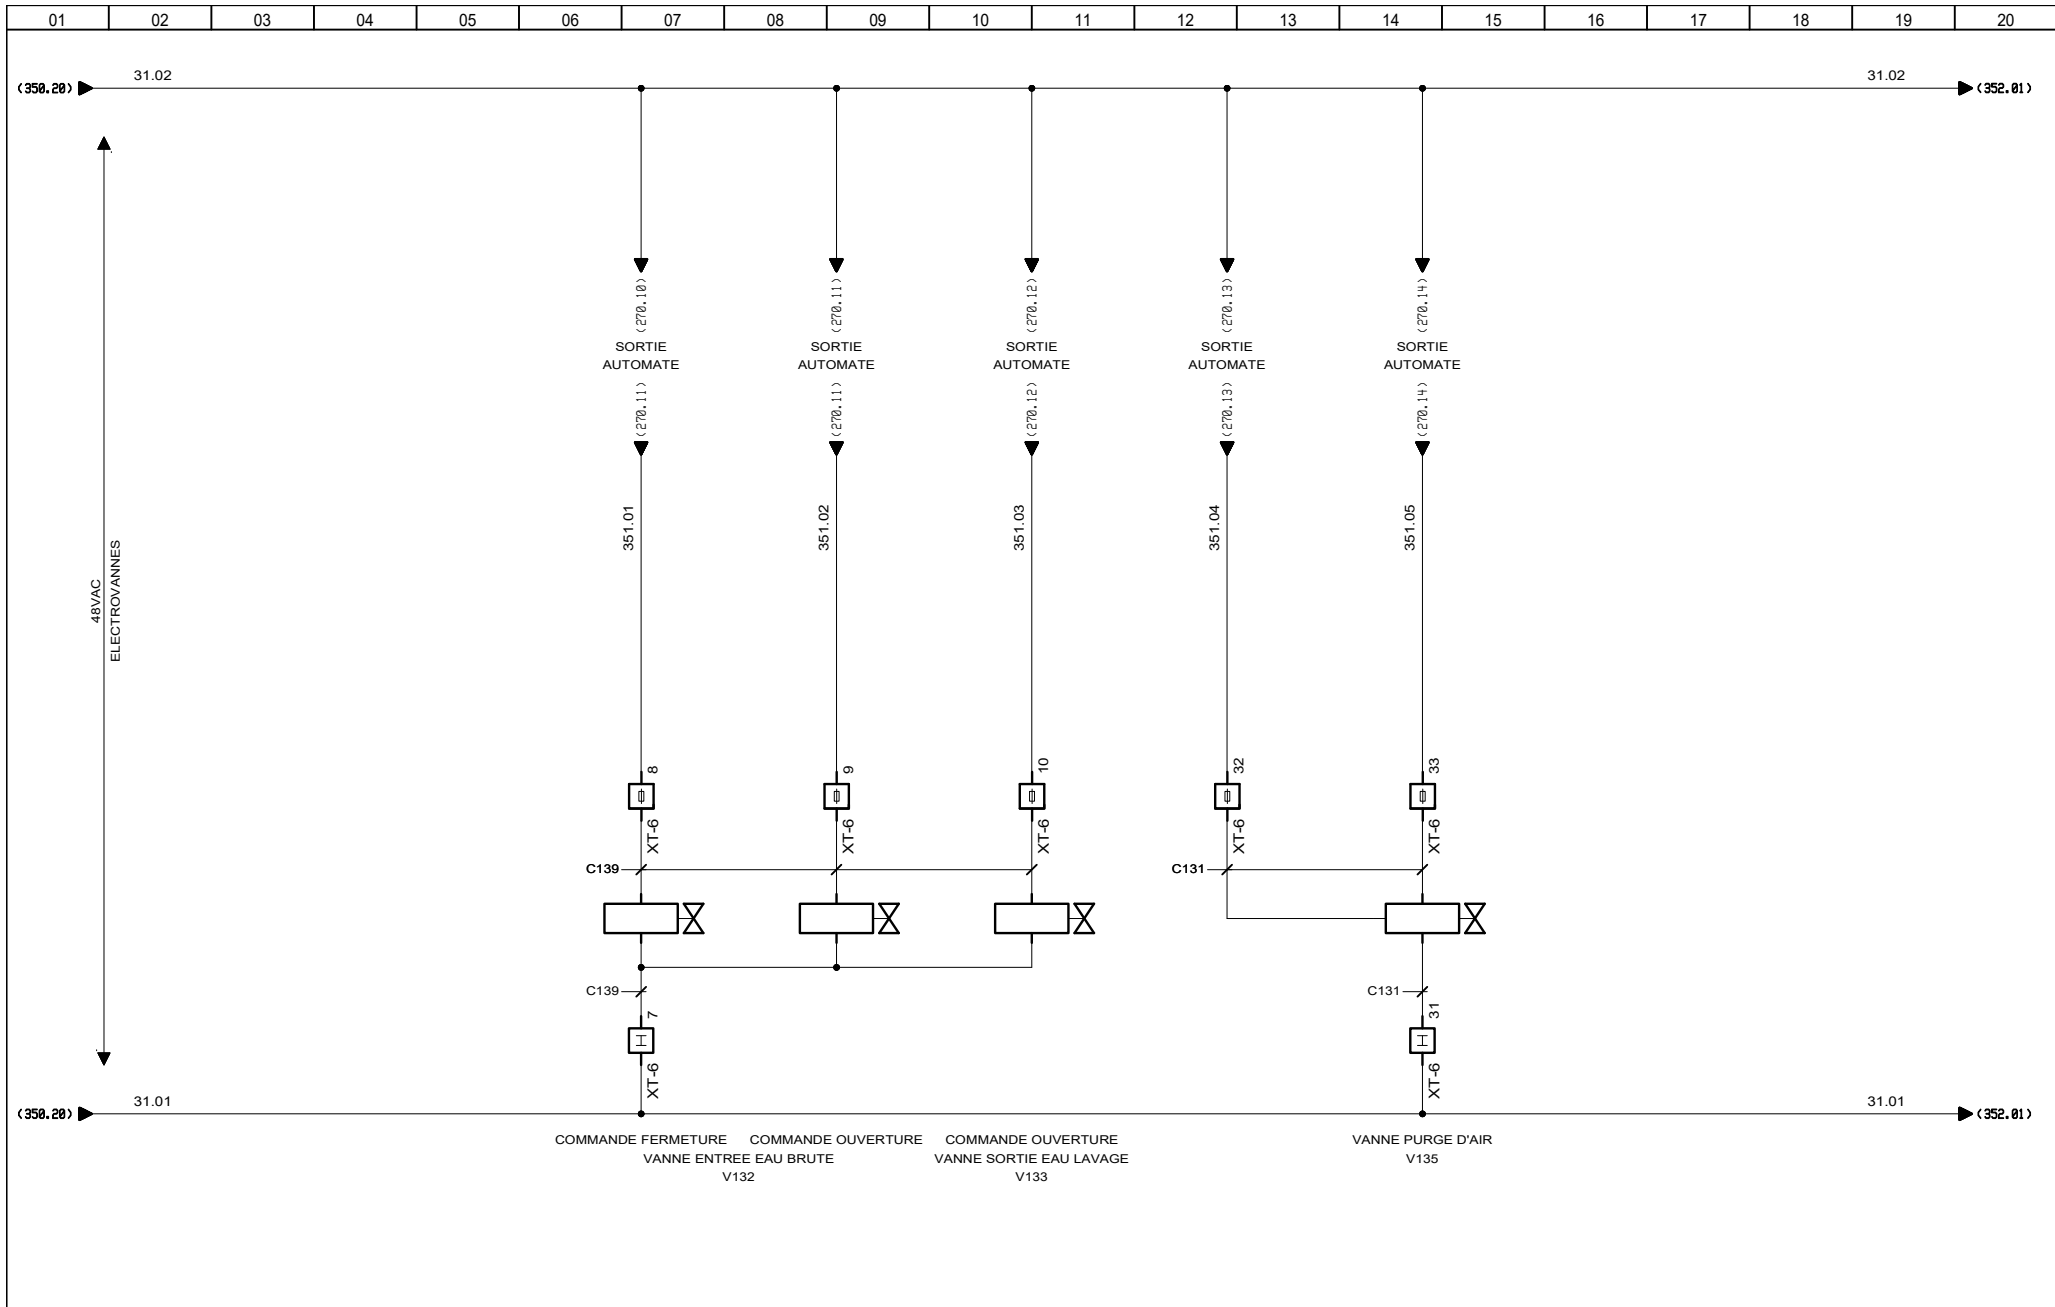 01 02 03 04 05 06 07 08 09 10 11 12 13 14 15 16 17 18 19 20
31.02 31.02
(350.20) (352.01)
(270.10) (270.11) (270.12) (270.13) (270.14)
SORTIE SORTIE SORTIE SORTIE SORTIE
AUTOMATE AUTOMATE AUTOMATE AUTOMATE AUTOMATE
(270.11) (270.11) (270.12) (270.13) (270.14)
351.01 351.02 351.03 351.04 351.05
48VAC
ELECTROVANNES
8 9 10 32 33
XT-6 XT-6 XT-6 XT-6 XT-6
C139 C131
C139 C131
7 31
XT-6 XT-6
31.01 31.01
(350.20) (352.01)
COMMANDE FERMETURE COMMANDE OUVERTURE COMMANDE OUVERTURE VANNE PURGE D'AIR
VANNE ENTREE EAU BRUTE VANNE SORTIE EAU LAVAGE V135
V132 V133